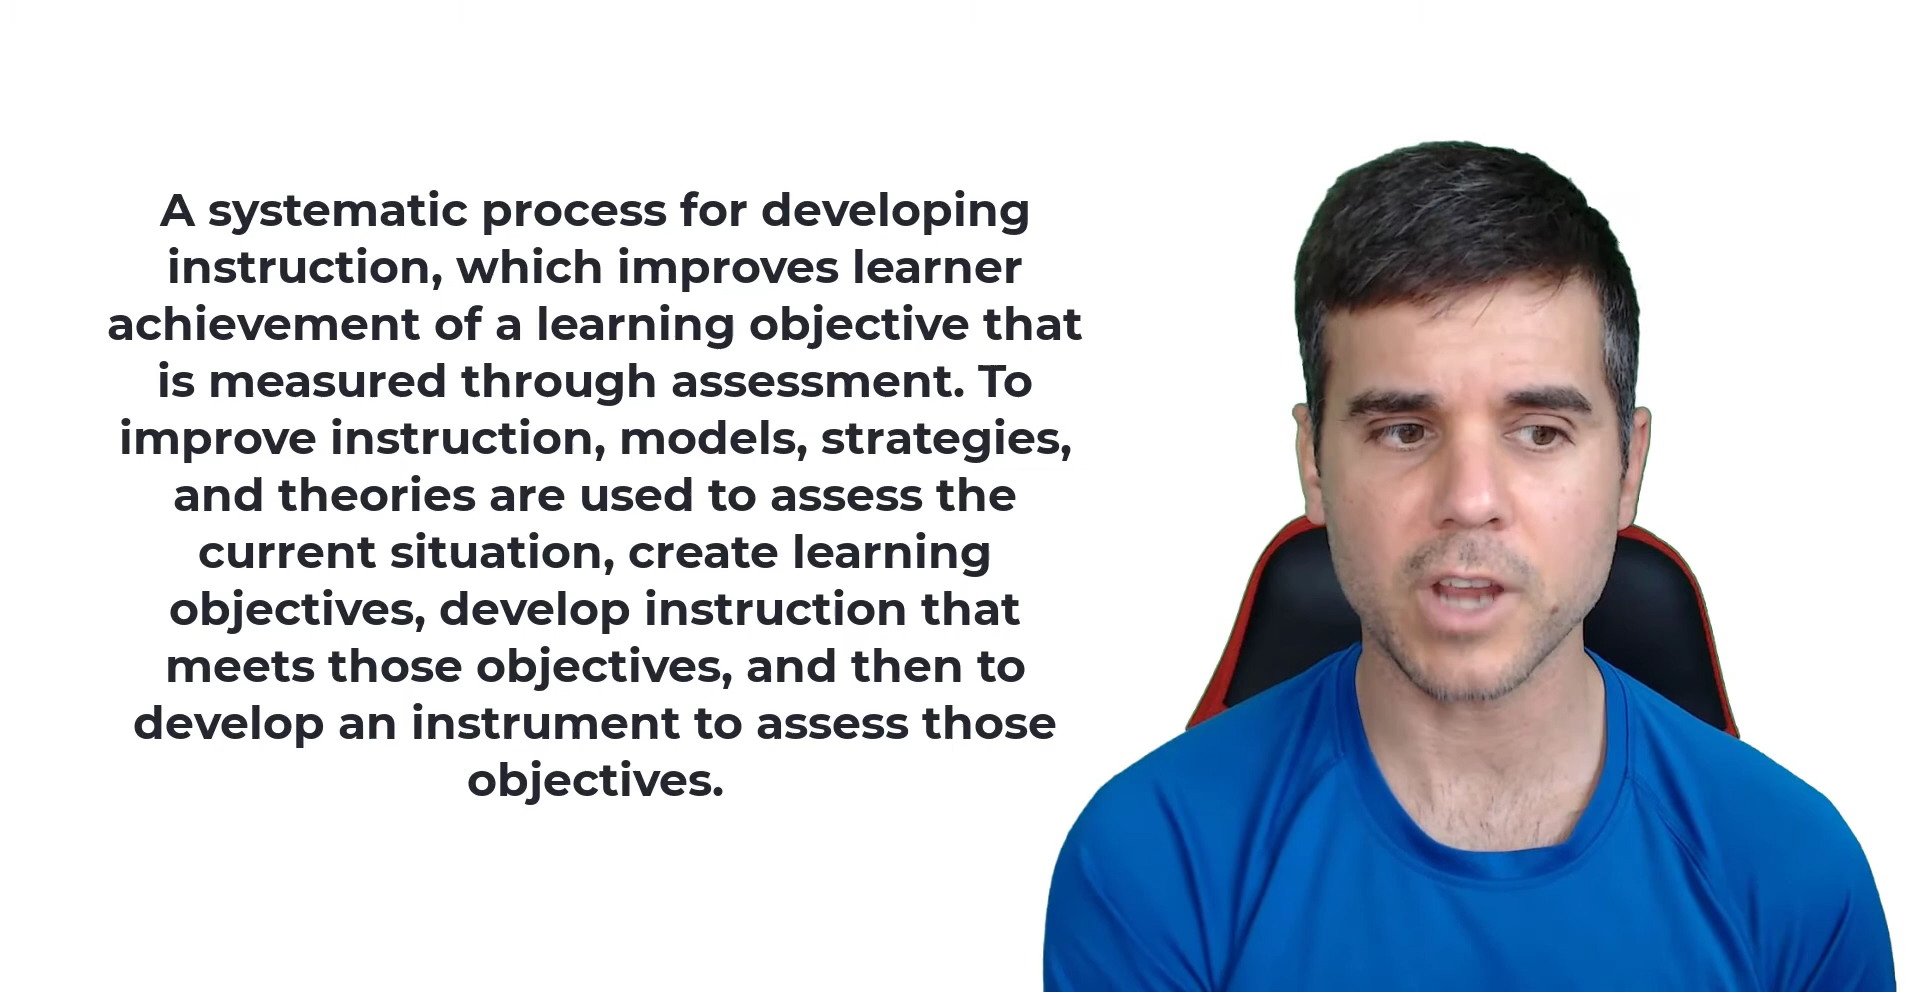 A systematic process for developing
instruction, which improves learner
achievement of a learning objective that
is measured through assessment. To
improve instruction, models, strategies,
and theories are used to assess the
current situation, create learning
objectives, develop instruction that
meets those objectives, and then to
develop an instrument to assess those
objectives.